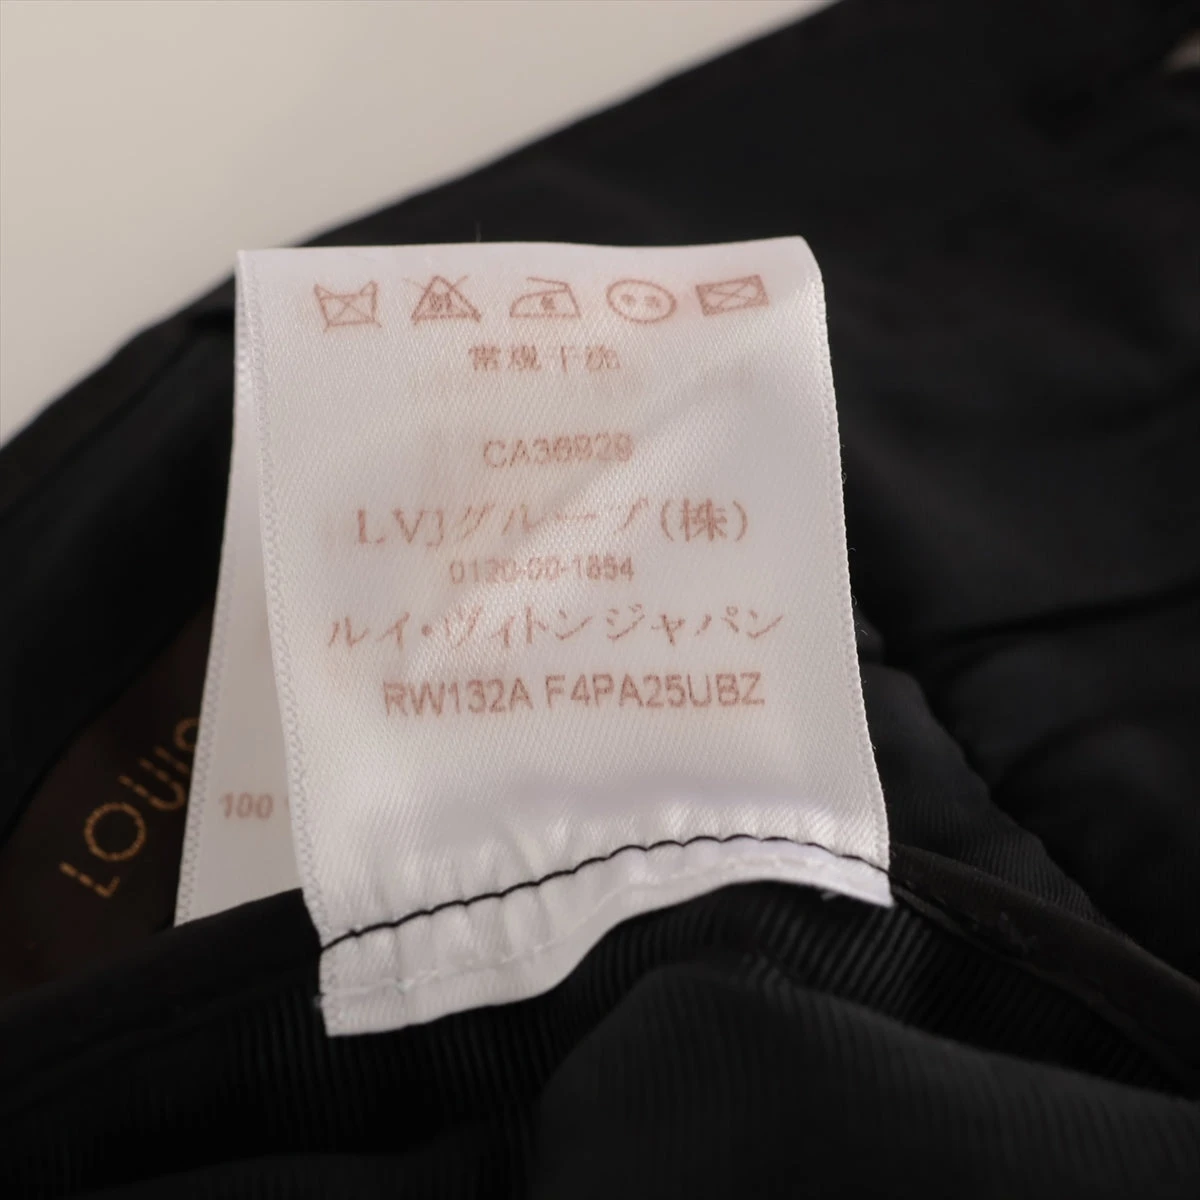 常規干洗
CA36829
LVJグループ(株)
0120-00-1854
ルイ・ヴィトンジャパン
RW132A F4PA25UBZ
100
LOUIS